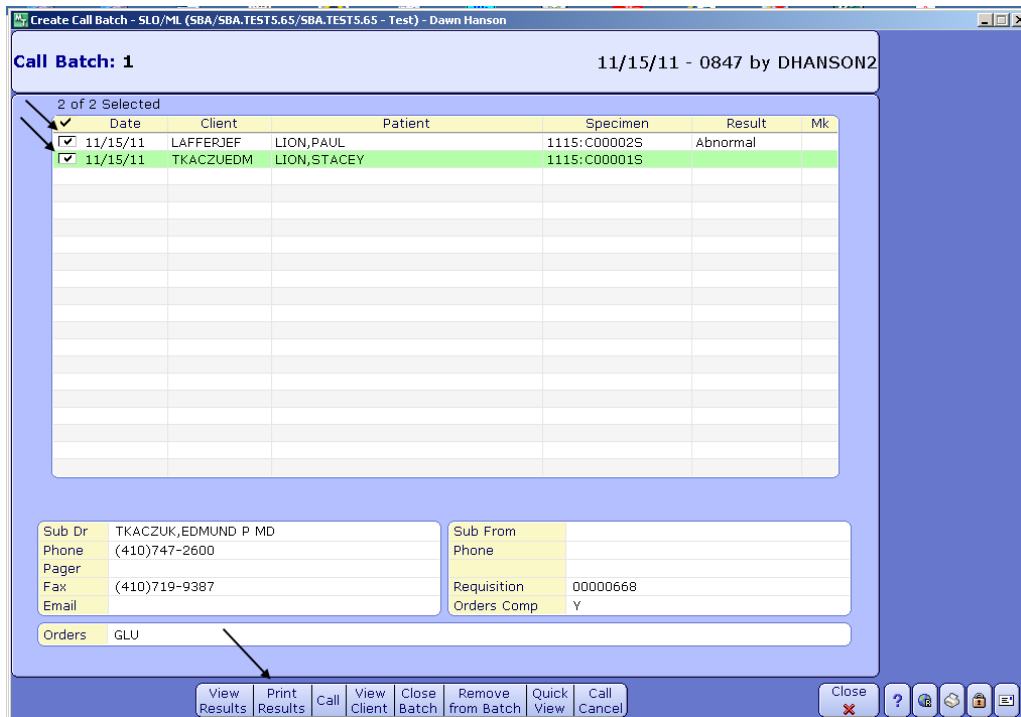 Create Call Batch - SLO/ML (SBA/SBA.TEST5.65/SBA.TEST5.65 - Test) - Dawn Hanson
Call Batch: 1 11/15/11 - 0847 by DHANSON2
2 of 2 Selected
Date Client Patient Specimen Result Mk
11/15/11 LAFFERJEF LION,PAUL 1115:C00002S Abnormal
11/15/11 TKACZUEDM LION,STACEY 1115:C00001S
Sub Dr TKACZUK,EDMUND P MD Sub From
Phone (410)747-2600 Phone
Pager
Fax (410)719-9387 Requisition 00000668
Email Orders Comp Y
Orders GLU
View Print Call View Close Remove Quick Call Close
Results Results Client Batch from Batch View Cancel
?